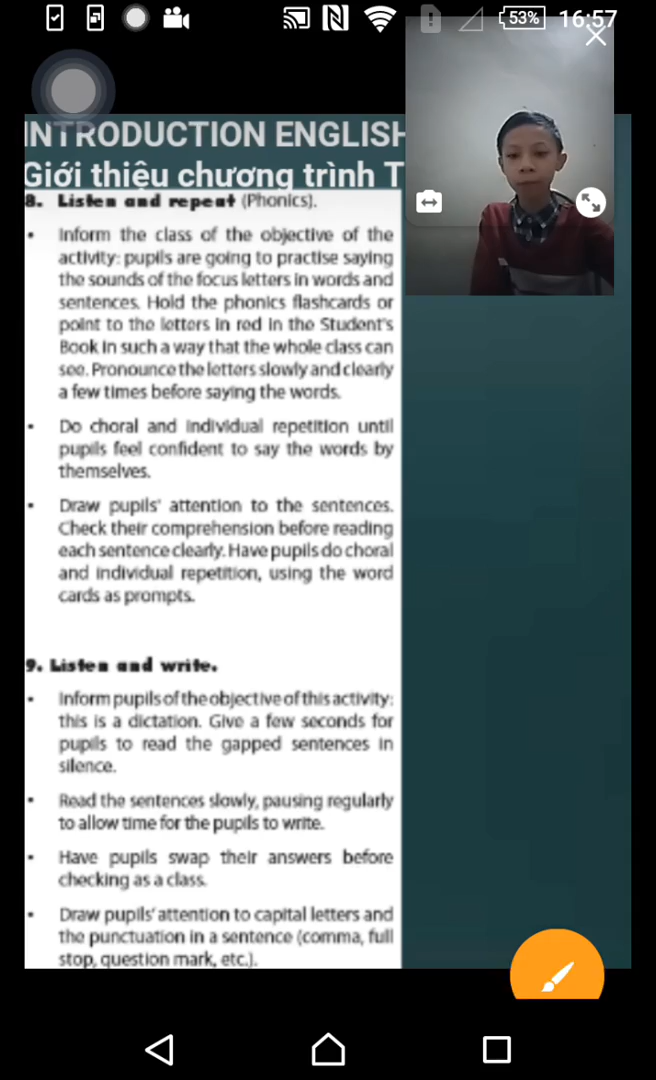 53% 16:57
INTRODUCTION ENGLISH
Giới thiệu chương trình T
8. Listen and repeat (Phonics).
• Inform the class of the objective of the
activity: pupils are going to practise saying
the sounds of the focus letters in words and
sentences. Hold the phonics flashcards or
point to the letters in red in the Student's
Book in such a way that the whole class can
see. Pronounce the letters slowly and clearly
a few times before saying the words.
• Do choral and individual repetition until
pupils feel confident to say the words by
themselves.
• Draw pupils' attention to the sentences.
Check their comprehension before reading
each sentence clearly. Have pupils do choral
and individual repetition, using the word
cards as prompts.
9. Listen and write.
• Inform pupils of the objective of this activity:
this is a dictation. Give a few seconds for
pupils to read the gapped sentences in
silence.
• Read the sentences slowly, pausing regularly
to allow time for the pupils to write.
• Have pupils swap their answers before
checking as a class.
• Draw pupils' attention to capital letters and
the punctuation in a sentence (comma, full
stop, question mark, etc.).